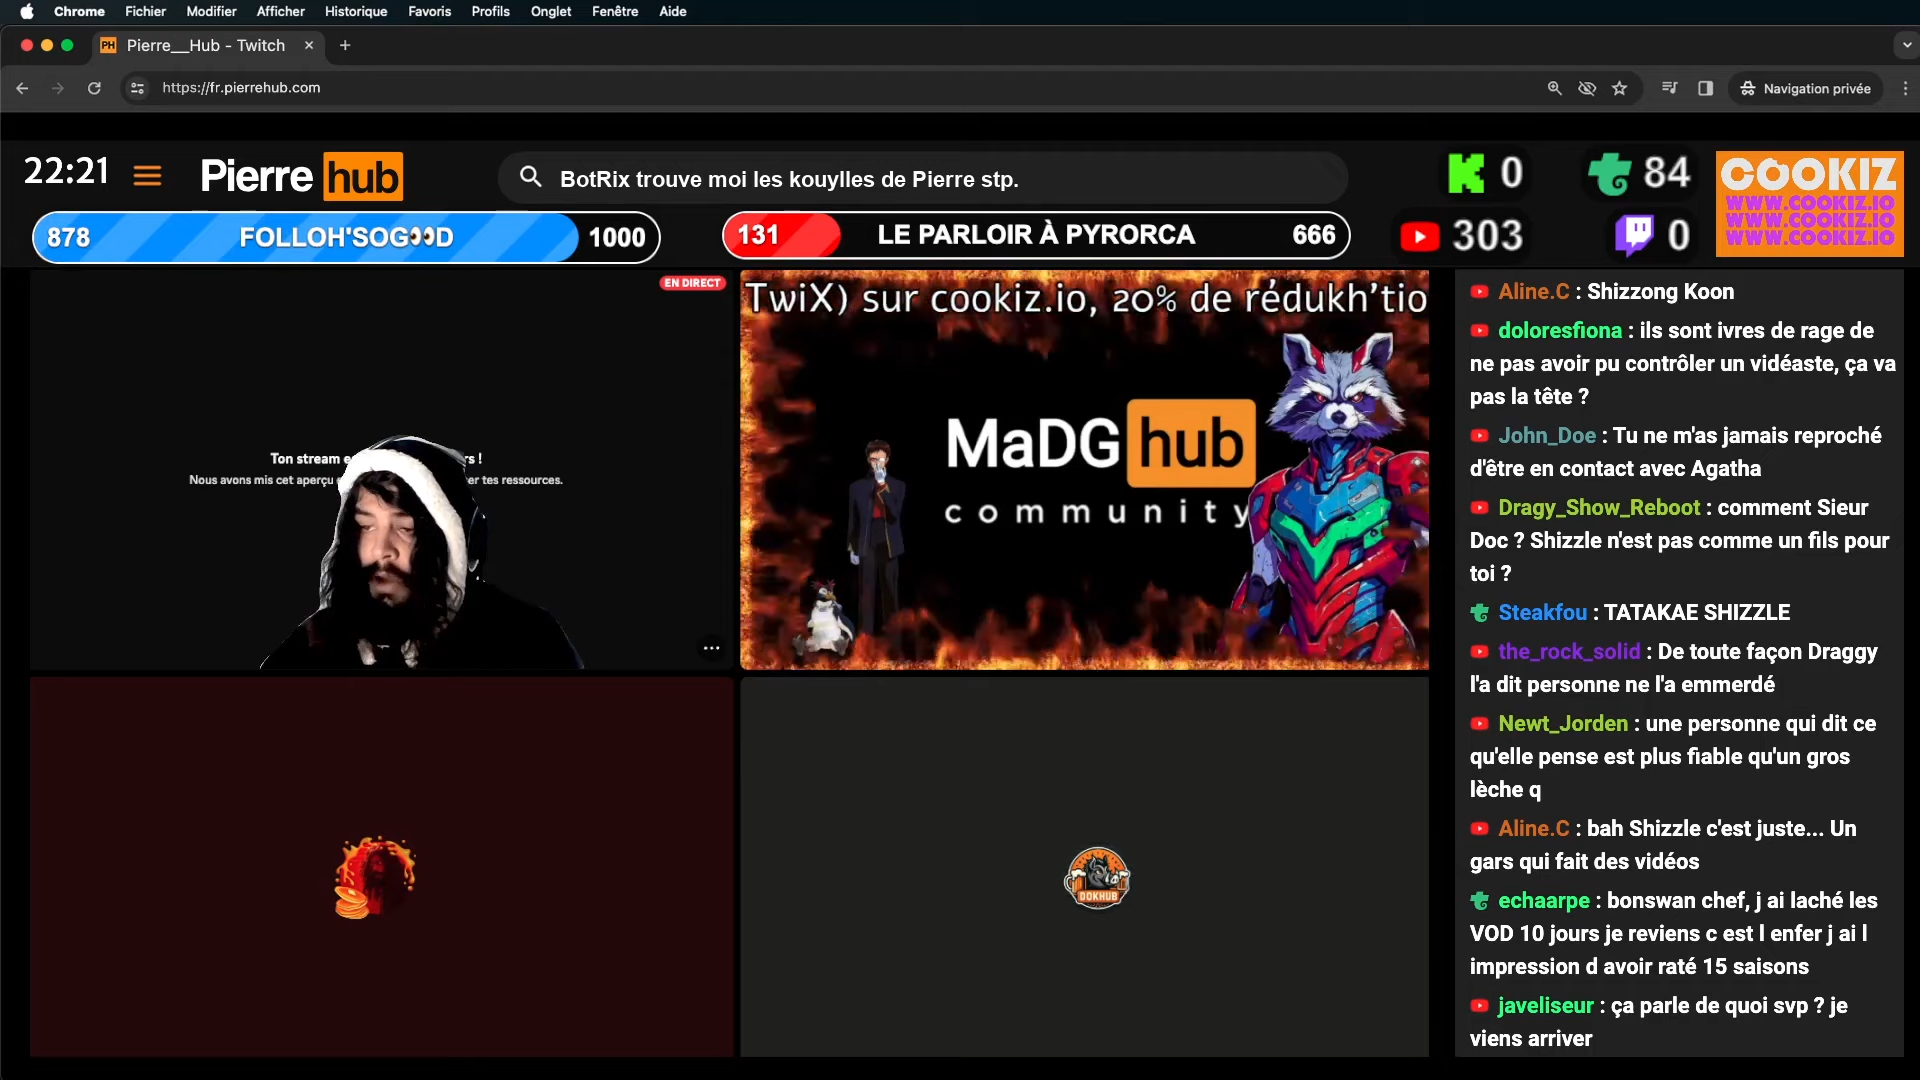 Chrome Fichier Modifier Afficher Historique Favoris Profils Onglet Fenêtre Aide
PH Pierre__Hub - Twitch
https://fr.pierrehub.com
Navigation privée
22:21
Pierre hub
BotRix trouve moi les kouylles de Pierre stp.
0
84
COOKIZ
WWW.COOKIZ.IO
WWW.COOKIZ.IO
WWW.COOKIZ.IO
878 FOLLOH'SOG👀D 1000
131 LE PARLOIR À PYRORCA 666
303
0
EN DIRECT
Ton stream e rs !
Nous avons mis cet aperçu er tes ressources.
TwiX) sur cookiz.io, 20% de rédukh'tio
MaDG hub
community
DOKHUB
Aline.C : Shizzong Koon
doloresfiona : ils sont ivres de rage de
ne pas avoir pu contrôler un vidéaste, ça va
pas la tête ?
John_Doe : Tu ne m'as jamais reproché
d'être en contact avec Agatha
Dragy_Show_Reboot : comment Sieur
Doc ? Shizzle n'est pas comme un fils pour
toi ?
Steakfou : TATAKAE SHIZZLE
the_rock_solid : De toute façon Draggy
l'a dit personne ne l'a emmerdé
Newt_Jorden : une personne qui dit ce
qu'elle pense est plus fiable qu'un gros
lèche q
Aline.C : bah Shizzle c'est juste... Un
gars qui fait des vidéos
echaarpe : bonswan chef, j ai laché les
VOD 10 jours je reviens c est l enfer j ai l
impression d avoir raté 15 saisons
javeliseur : ça parle de quoi svp ? je
viens arriver